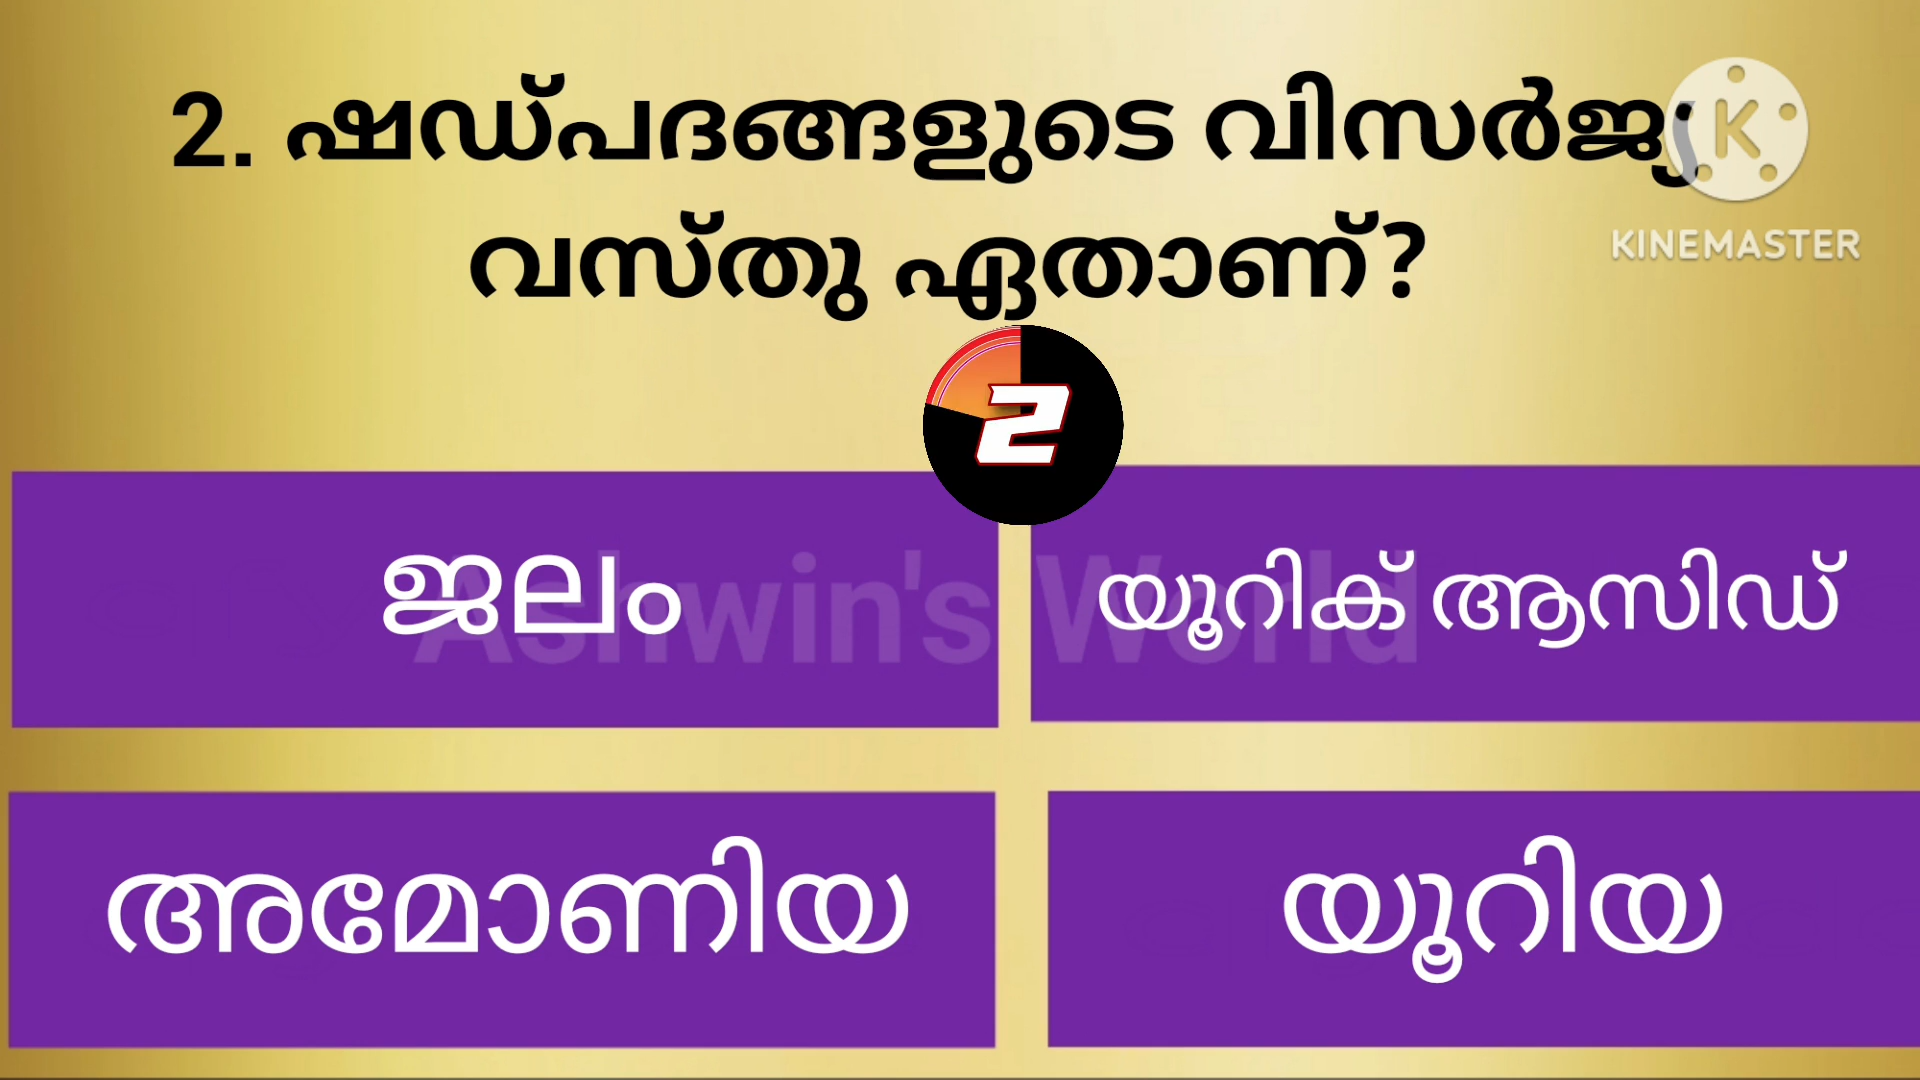 2. ഷഡ്പദങ്ങളുടെ വിസർജ്യ
വസ്തു ഏതാണ്?
KINEMASTER
2
ജലം
യൂറിക് ആസിഡ്
Ashwin's World
അമോണിയ
യൂറിയ